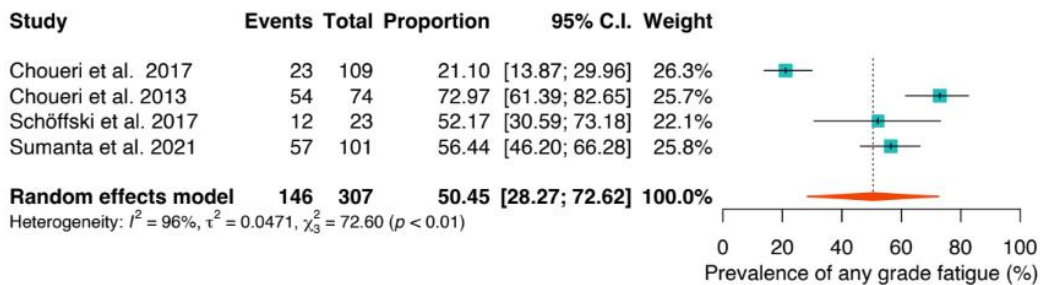 Study Events Total Proportion 95% C.I. Weight
Choueri et al. 2017 23 109 21.10 [13.87; 29.96] 26.3%
Choueri et al. 2013 54 74 72.97 [61.39; 82.65] 25.7%
Schöffski et al. 2017 12 23 52.17 [30.59; 73.18] 22.1%
Sumanta et al. 2021 57 101 56.44 [46.20; 66.28] 25.8%
Random effects model 146 307 50.45 [28.27; 72.62] 100.0%
Heterogeneity: I² = 96%, τ² = 0.0471, χ²₃ = 72.60 (p < 0.01)
0 20 40 60 80 100
Prevalence of any grade fatigue (%)